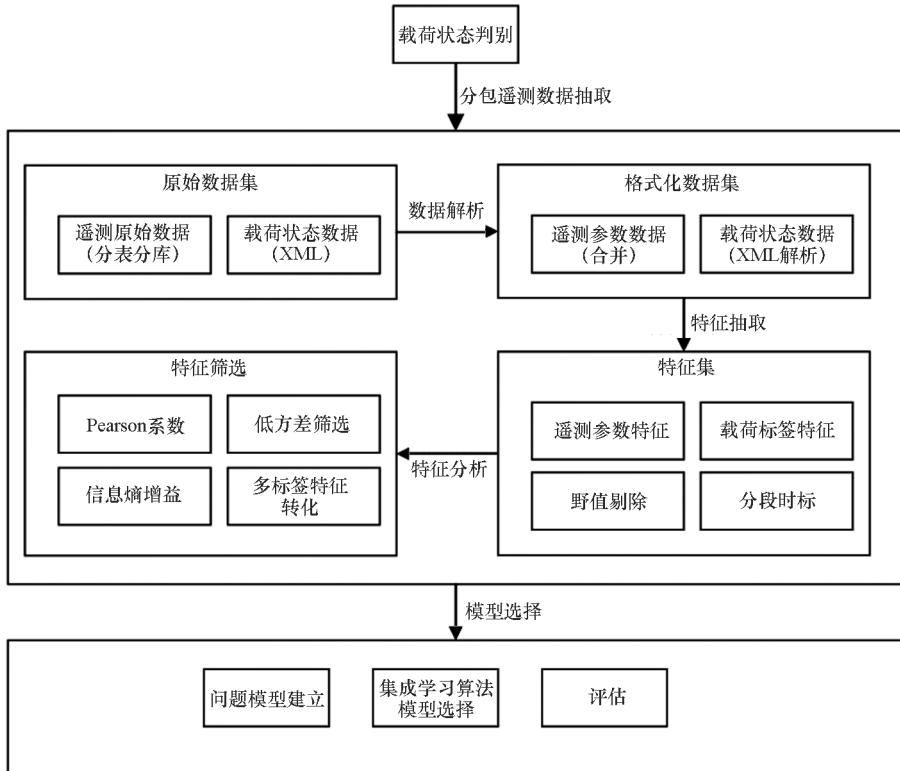 载荷状态判别
分包遥测数据抽取
原始数据集
遥测原始数据
(分表分库)
载荷状态数据
(XML)
数据解析
格式化数据集
遥测参数数据
(合并)
载荷状态数据
(XML解析)
特征抽取
特征集
遥测参数特征
载荷标签特征
野值剔除
分段时标
特征分析
特征筛选
Pearson系数
低方差筛选
信息熵增益
多标签特征
转化
模型选择
问题模型建立
集成学习算法
模型选择
评估